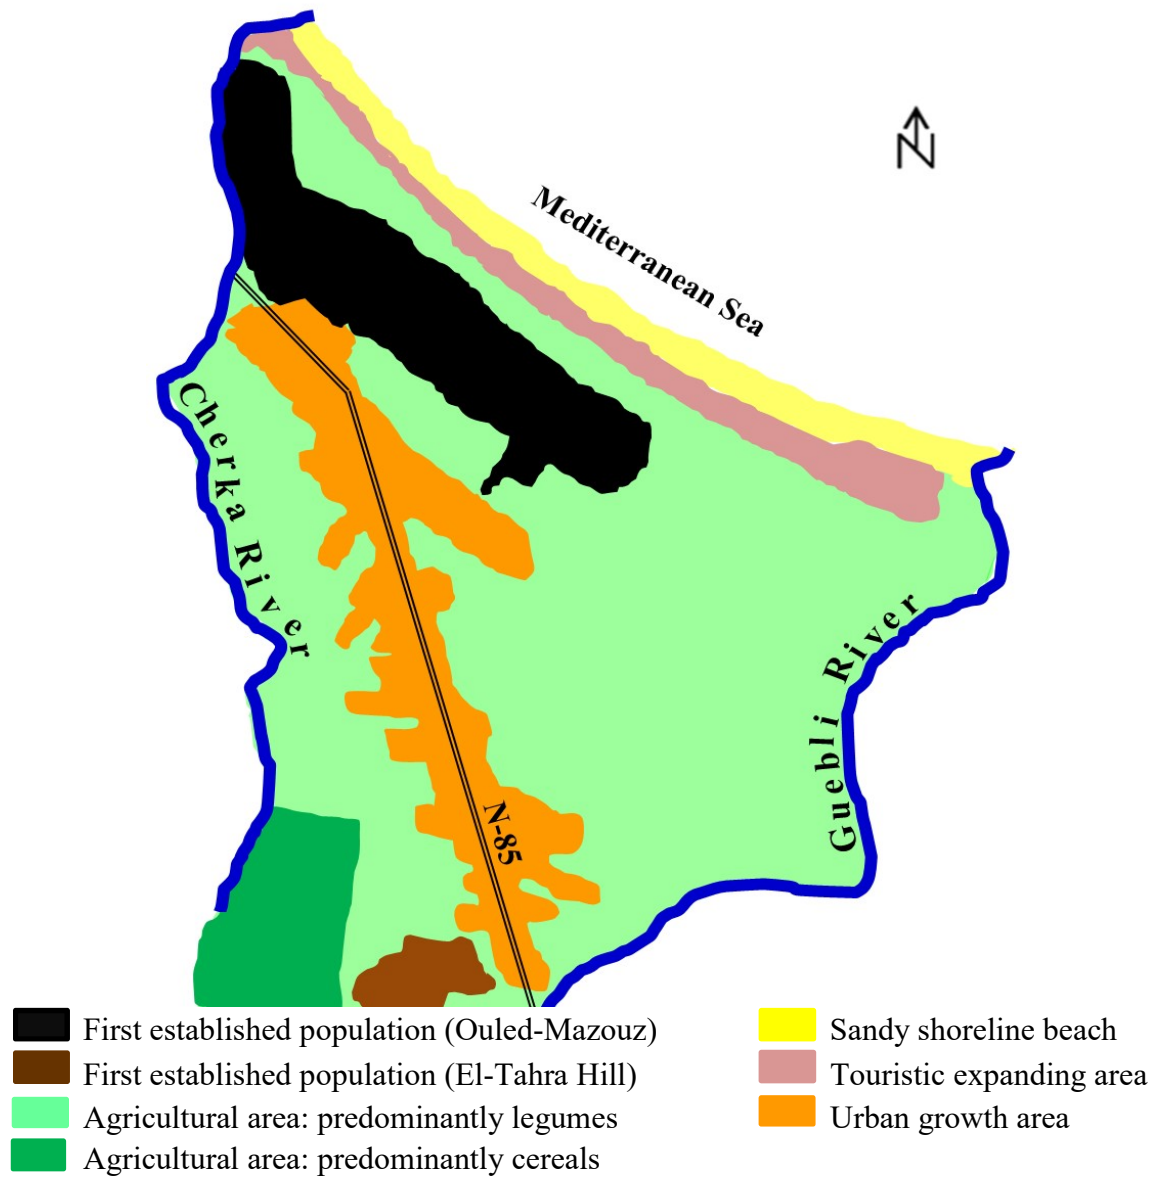 N
Mediterranean Sea
Cherka River
Guebli River
N-85
First established population (Ouled-Mazouz)
First established population (El-Tahra Hill)
Agricultural area: predominantly legumes
Agricultural area: predominantly cereals
Sandy shoreline beach
Touristic expanding area
Urban growth area